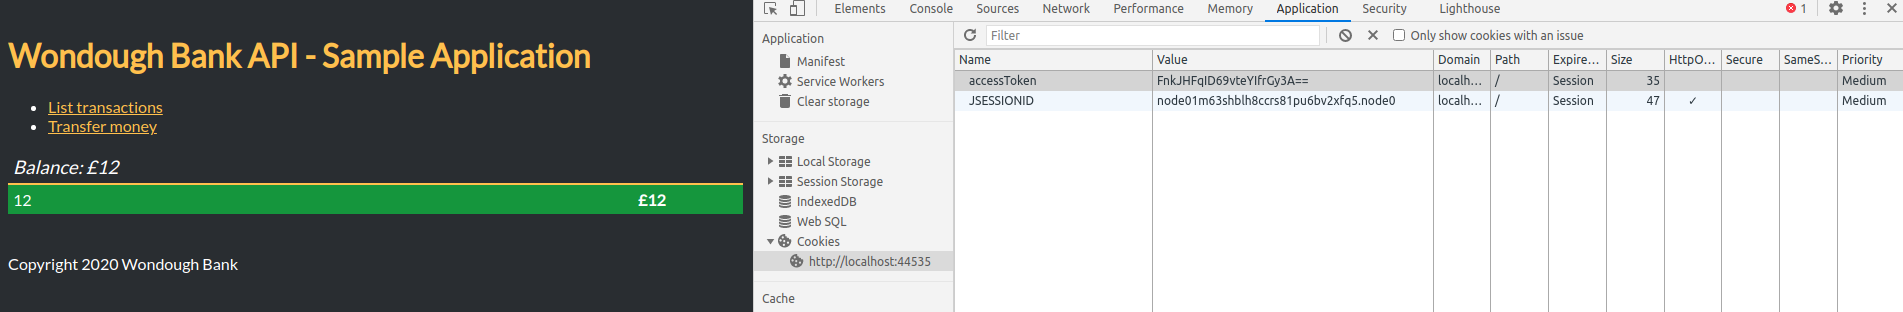 Wondough Bank API - Sample Application
List transactions
Transfer money
Balance: £12
12 £12
Copyright 2020 Wondough Bank
Elements Console Sources Network Performance Memory Application Security Lighthouse 1
Application
Manifest
Service Workers
Clear storage
Storage
Local Storage
Session Storage
IndexedDB
Web SQL
Cookies
http://localhost:44535
Cache
Filter Only show cookies with an issue
Name Value Domain Path Expire... Size HttpO... Secure SameS... Priority
accessToken FnkJHFqID69vteYIfrGy3A== localh... / Session 35 Medium
JSESSIONID node01m63shblh8ccrs81pu6bv2xfq5.node0 localh... / Session 47 ✓ Medium